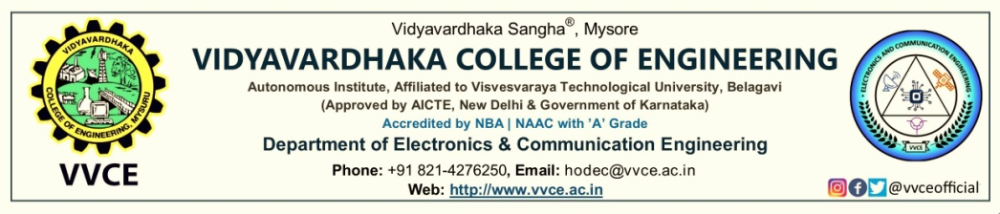 Vidyavardhaka Sangha®, Mysore
VIDYAVARDHAKA COLLEGE OF ENGINEERING
Autonomous Institute, Affiliated to Visvesvaraya Technological University, Belagavi
(Approved by AICTE, New Delhi & Government of Karnataka)
Accredited by NBA | NAAC with 'A' Grade
Department of Electronics & Communication Engineering
Phone: +91 821-4276250, Email: hodec@vvce.ac.in
Web: http://www.vvce.ac.in
VIDYAVARDHAKA
COLLEGE OF ENGINEERING, MYSURU
VVCE
ELECTRONICS AND COMMUNICATION ENGINEERING
VVCE
@vvceofficial